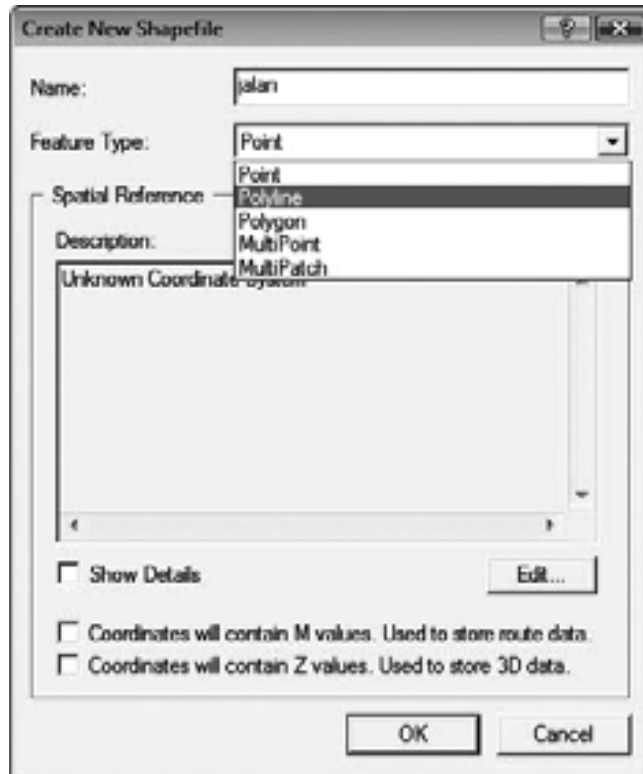 Create New Shapefile
Name: jalan
Feature Type: Point
Point
Polyline
Polygon
MultiPoint
MultiPatch
Spatial Reference
Description:
Unknown Coordinate System
Show Details
Edit...
Coordinates will contain M values. Used to store route data.
Coordinates will contain Z values. Used to store 3D data.
OK
Cancel